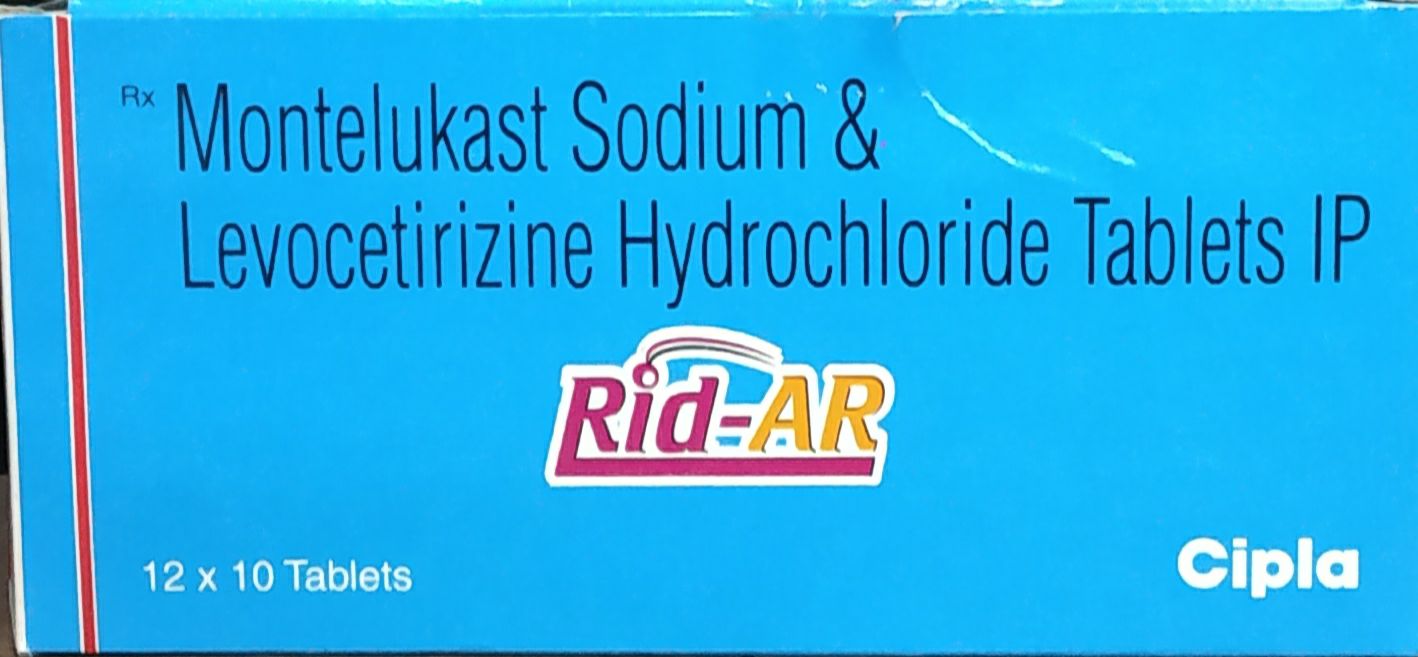 Rx Montelukast Sodium &
Levocetirizine Hydrochloride Tablets IP
Rid-AR
12 x 10 Tablets
Cipla